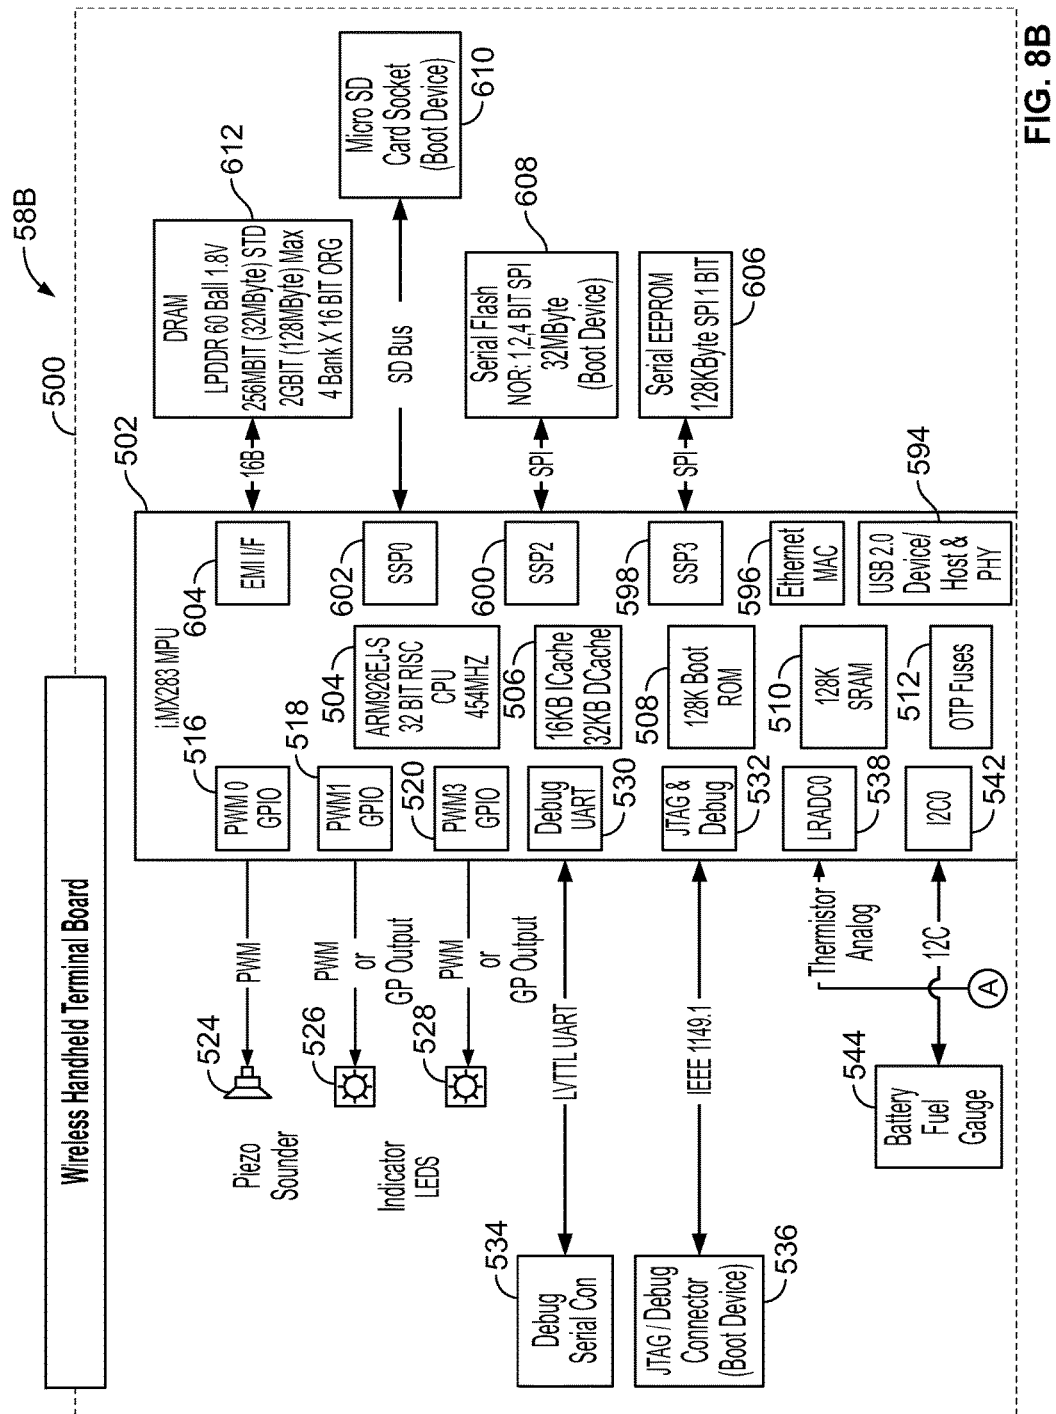 Wireless Handheld Terminal Board
500
58B
502
i.MX283 MPU
524
Piezo
Sounder
PWM
516
PWM 0
GPIO
604
EMI I/F
16B
DRAM
LPDDR 60 Ball 1.8V
256MBIT (32MByte) STD
2GBIT (128MByte) Max
4 Bank X 16 BIT ORG
612
526
Indicator
LEDS
PWM
or
GP Output
518
PWM1
GPIO
504
ARM926EJ-S
32 BIT RISC
CPU
454MHZ
602
SSP0
SD Bus
Micro SD
Card Socket
(Boot Device)
610
528
PWM
or
GP Output
520
PWM3
GPIO
534
Debug
Serial Con
LVTTL UART
Debug
UART
530
506
16KB ICache
32KB DCache
600
SSP2
SPI
Serial Flash
NOR: 1,2,4 BIT SPI
32MByte
(Boot Device)
608
JTAG / Debug
Connector
(Boot Device)
536
IEEE 1149.1
JTAG &
Debug
532
508
128K Boot
ROM
598
SSP3
SPI
Serial EEPROM
128KByte SPI 1 BIT
606
Thermistor
Analog
A
LRADC0
538
510
128K
SRAM
596
Ethernet
MAC
544
Battery
Fuel
Gauge
12C
I2C0
542
512
OTP Fuses
USB 2.0
Device/
Host &
PHY
594
FIG. 8B